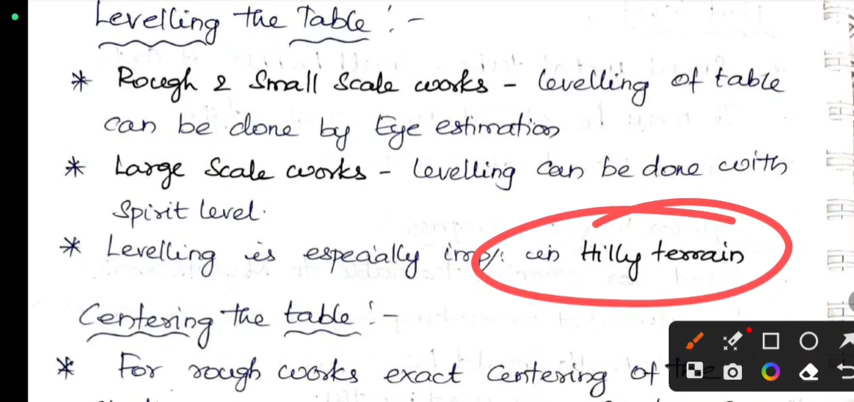 Levelling the Table :-
* Rough & Small Scale works - levelling of table
can be done by Eye estimation
* Large Scale works - Levelling can be done with
Spirit level.
* Levelling is especially imp. in Hilly terrain
Centering the table :-
* For rough works exact centering of the